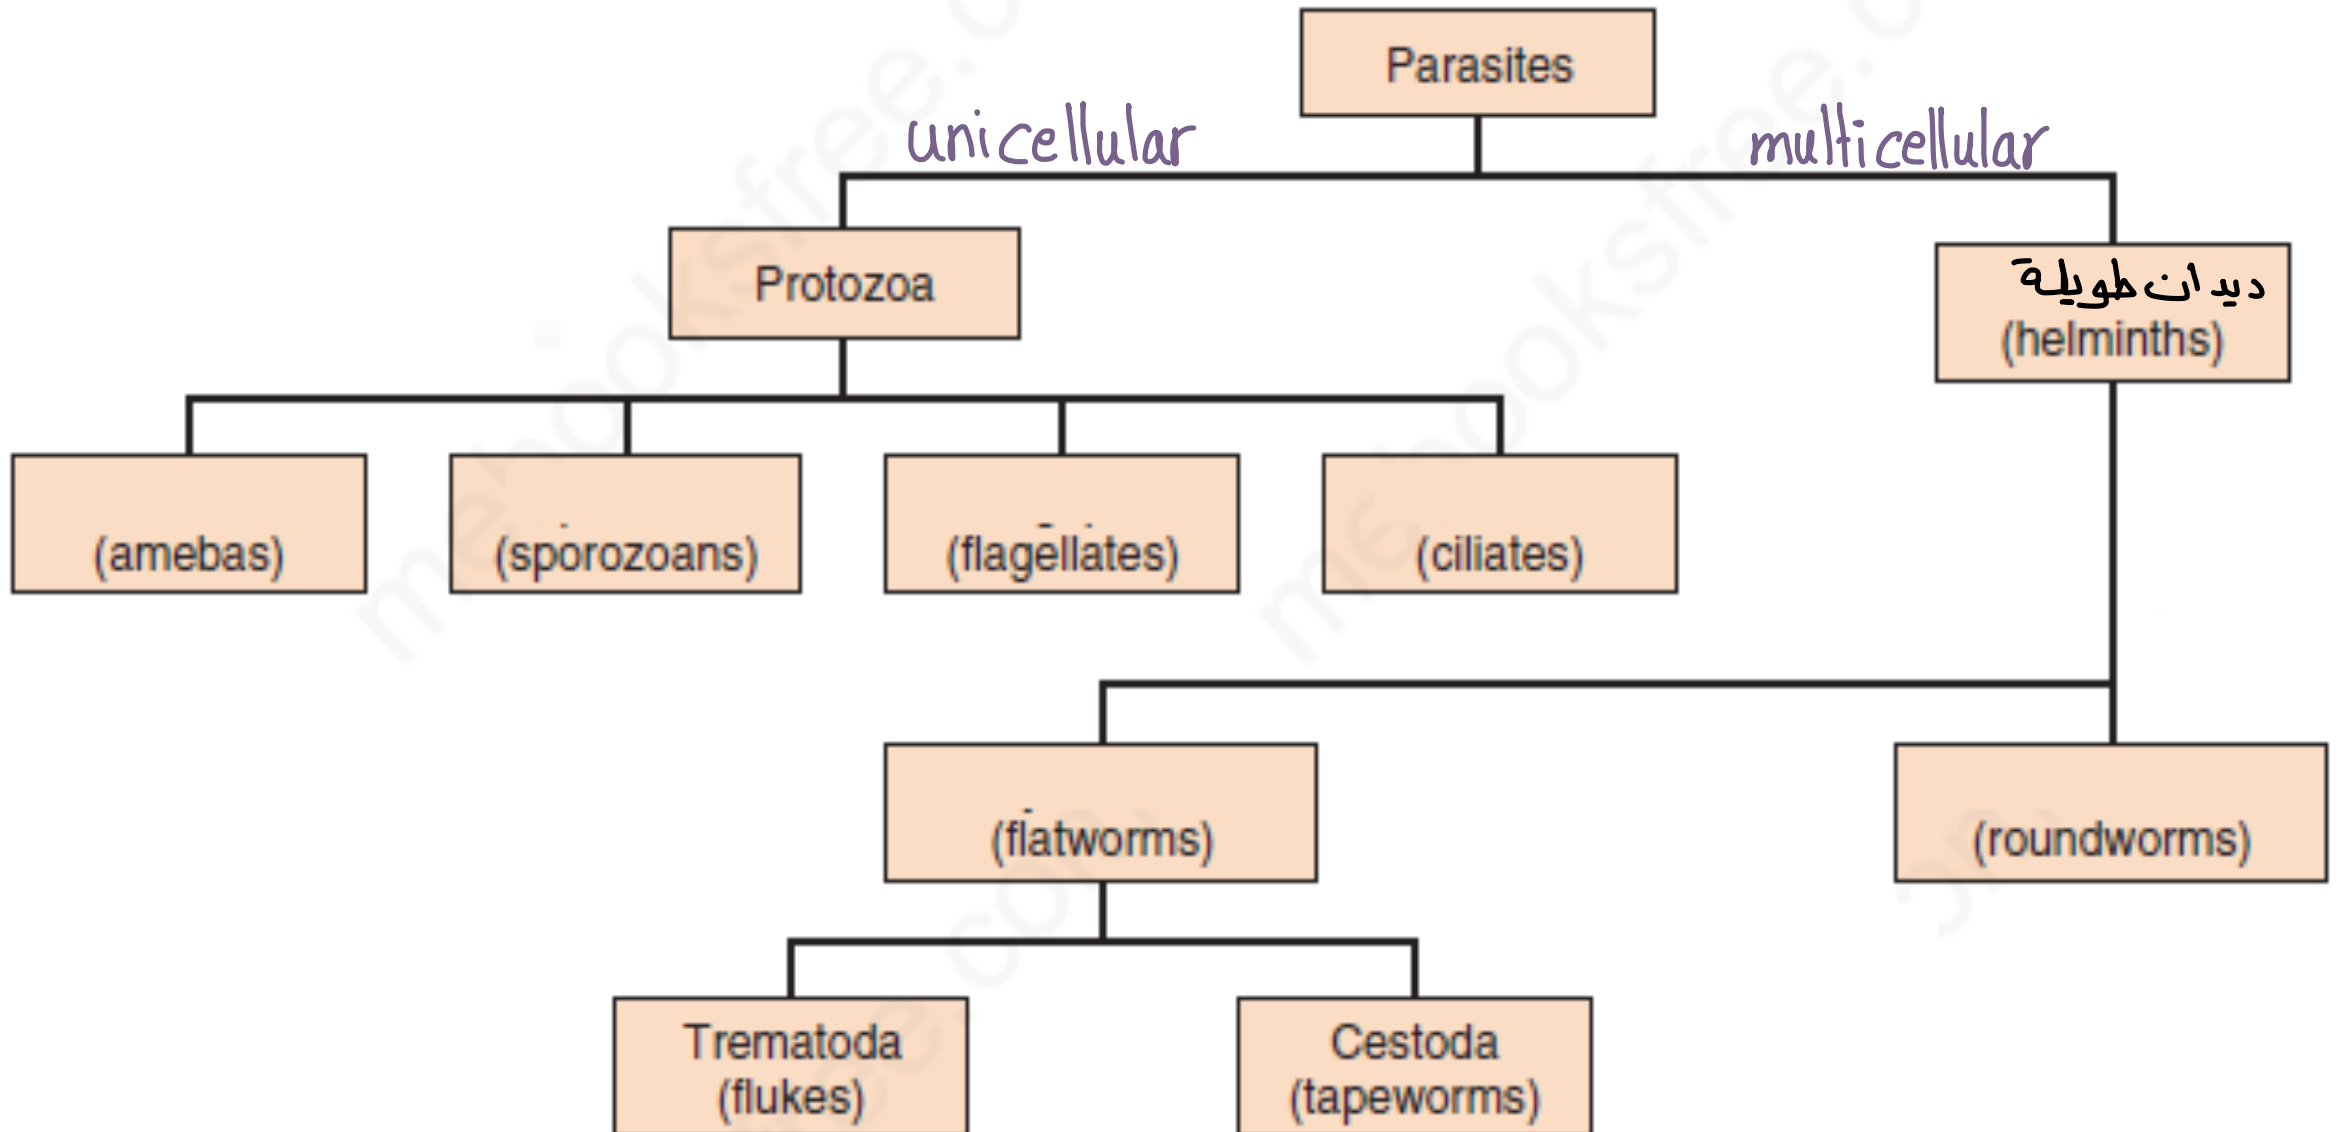 Parasites
unicellular
multicellular
Protozoa
ديدان طويلة
(helminths)
(amebas)
(sporozoans)
(flagellates)
(ciliates)
(flatworms)
(roundworms)
Trematoda
(flukes)
Cestoda
(tapeworms)